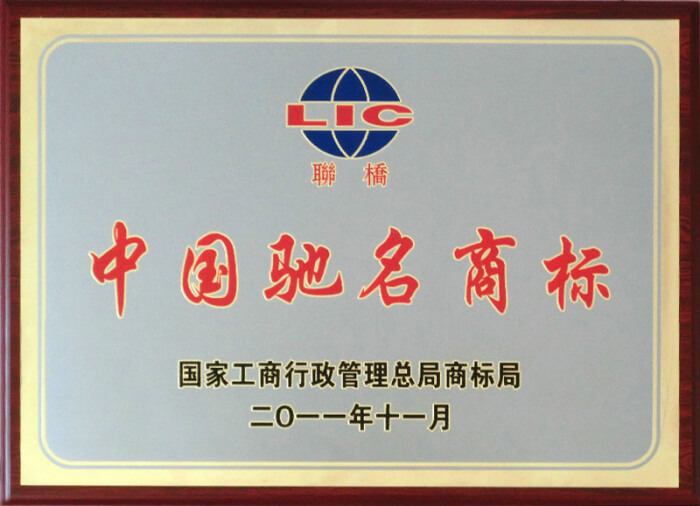 LIC
聯橋
中国驰名商标
国家工商行政管理总局商标局
二〇一一年十一月